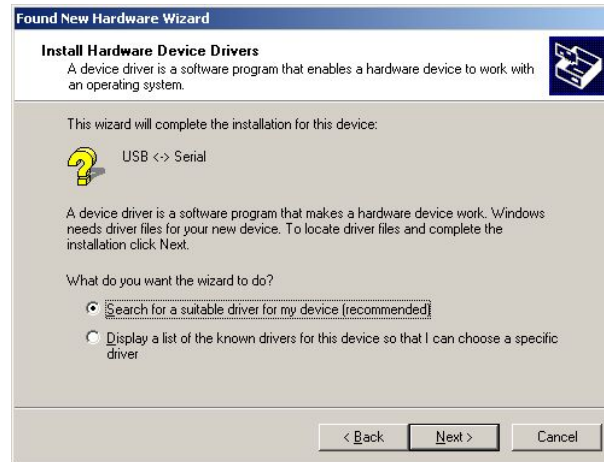 Found New Hardware Wizard
Install Hardware Device Drivers
A device driver is a software program that enables a hardware device to work with
an operating system.
This wizard will complete the installation for this device:
USB <-> Serial
A device driver is a software program that makes a hardware device work. Windows
needs driver files for your new device. To locate driver files and complete the
installation click Next.
What do you want the wizard to do?
Search for a suitable driver for my device (recommended)
Display a list of the known drivers for this device so that I can choose a specific
driver
< Back Next > Cancel